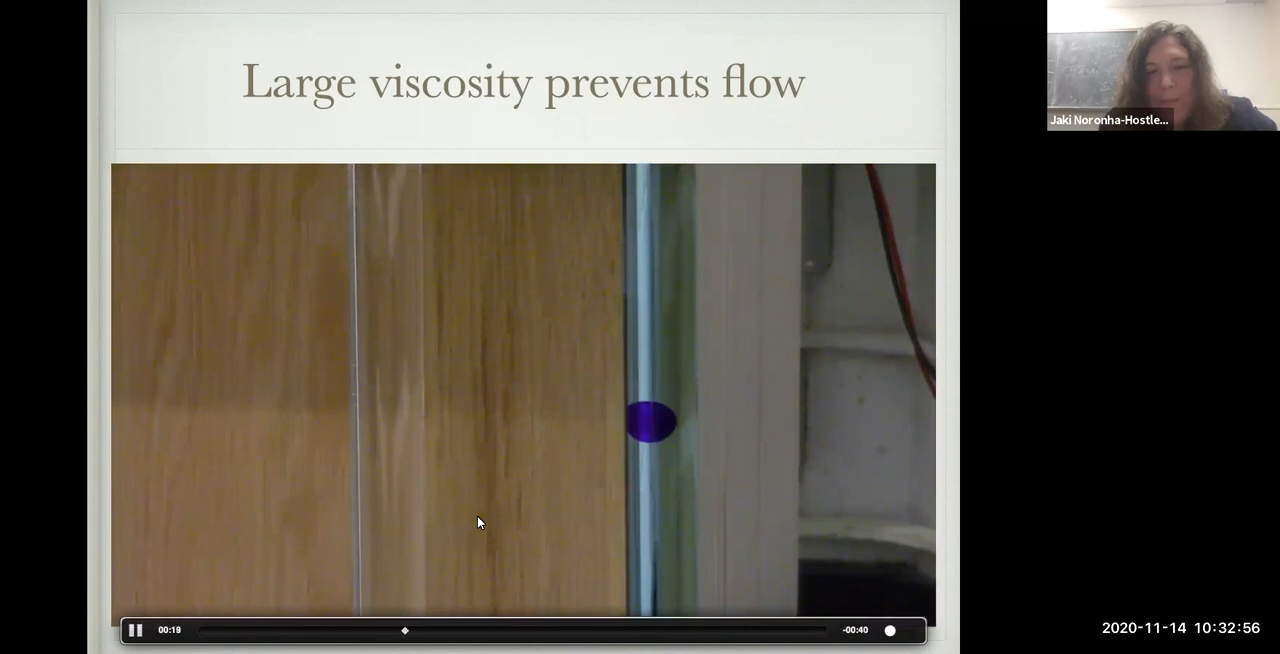 Large viscosity prevents flow
Jaki Noronha-Hostle...
00:19
-00:40
2020-11-14 10:32:56